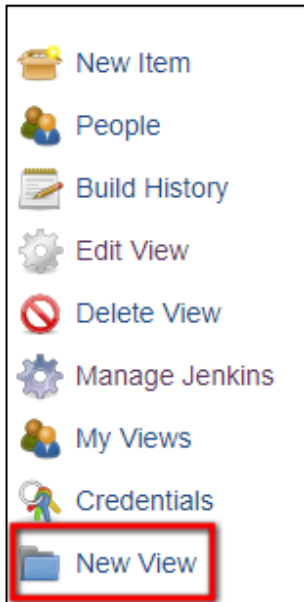 New Item
People
Build History
Edit View
Delete View
Manage Jenkins
My Views
Credentials
New View